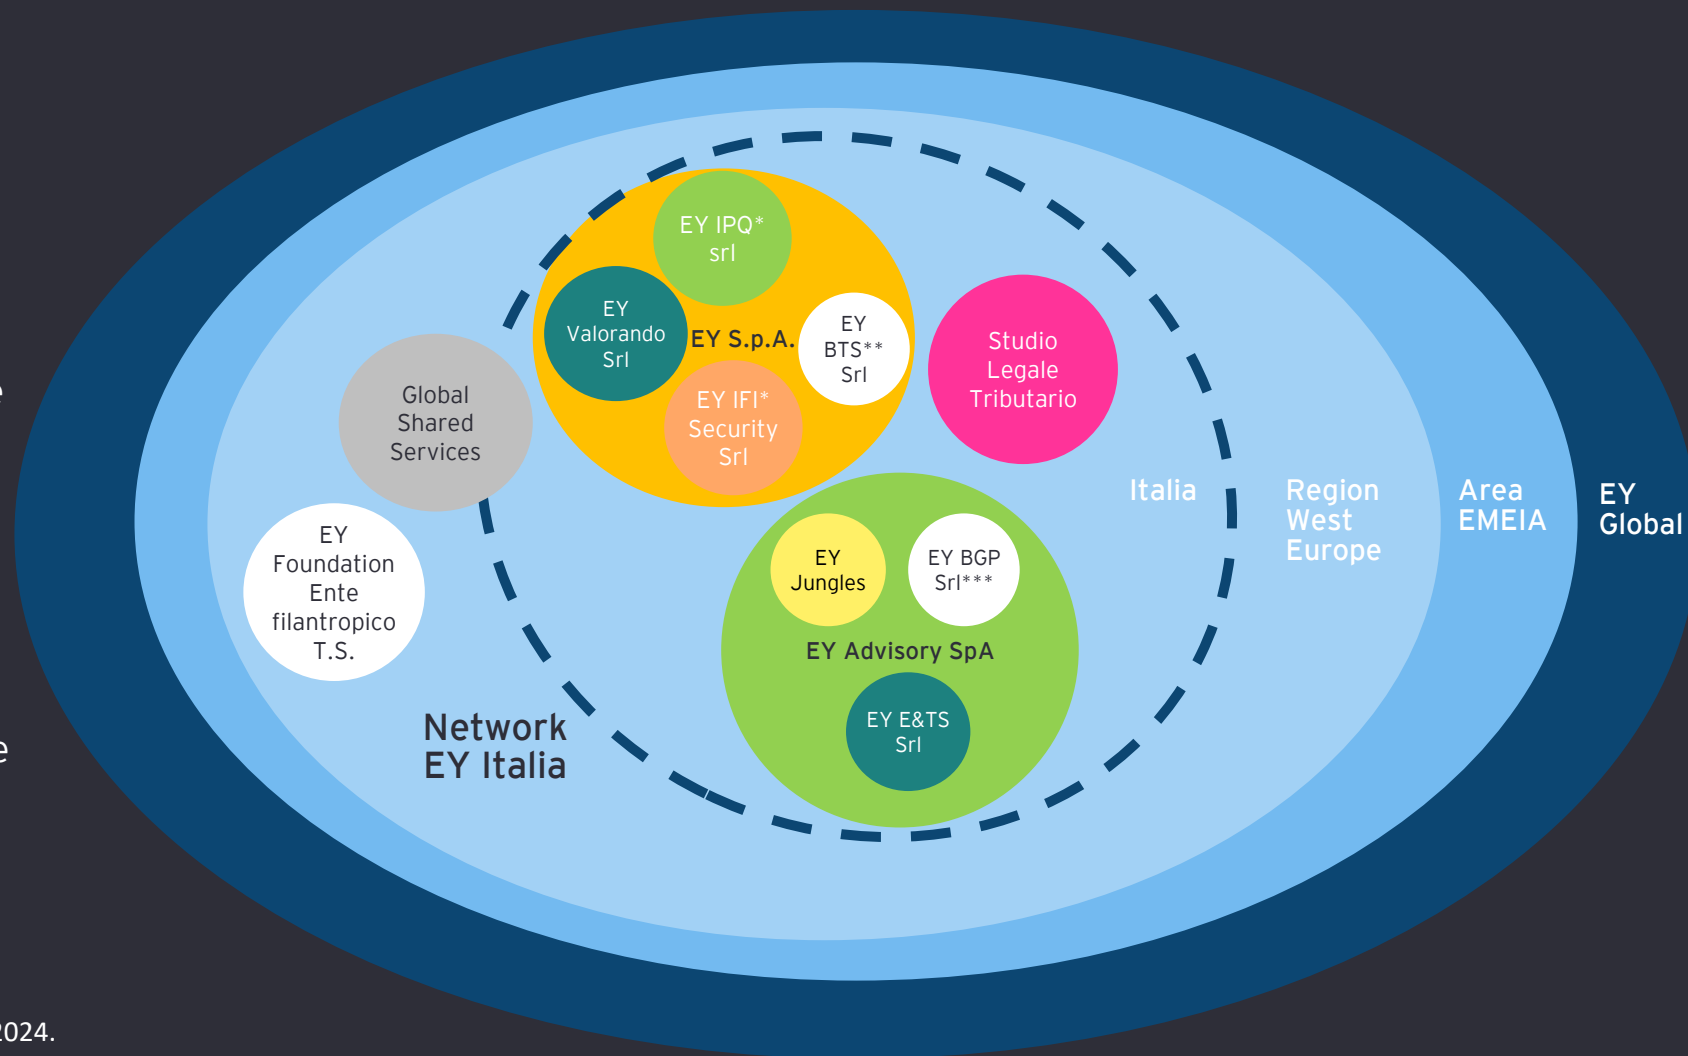 EY IPQ*
srl
EY
Valorando
Srl
EY S.p.A.
EY
BTS**
Srl
EY IFI*
Security
Srl
Studio
Legale
Tributario
Global
Shared
Services
EY
Foundation
Ente
filantropico
T.S.
EY
Jungles
EY BGP
Srl***
EY Advisory SpA
EY E&TS
Srl
Network
EY Italia
Italia
Region
West
Europe
Area
EMEIA
EY
Global
2024.